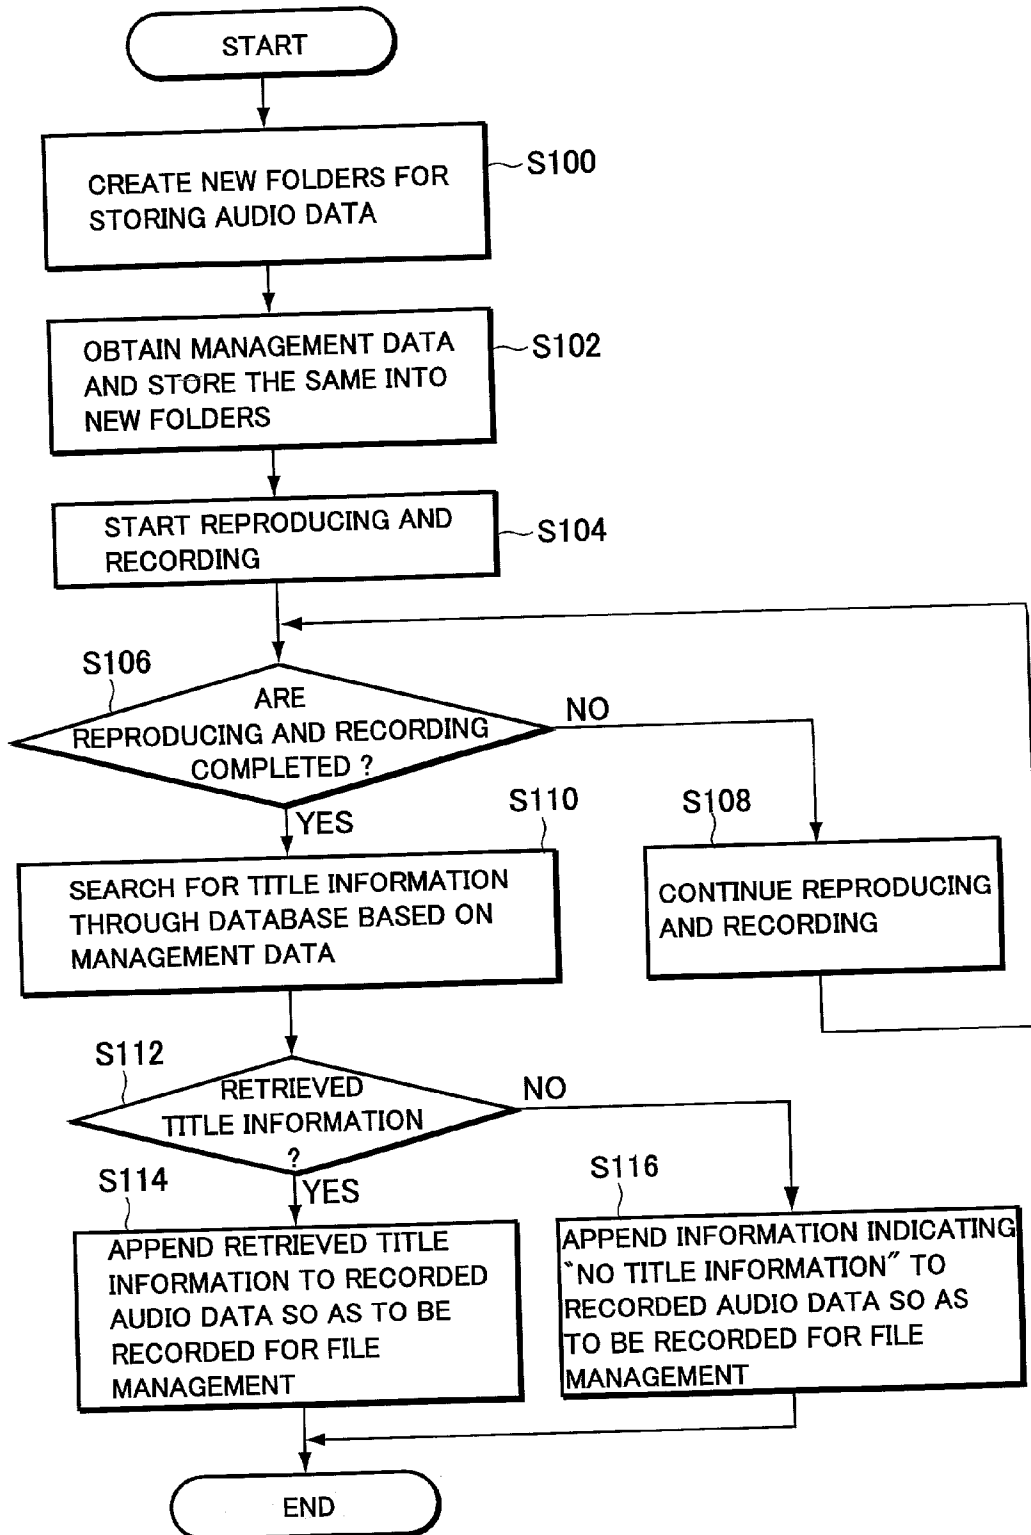 START
CREATE NEW FOLDERS FOR
STORING AUDIO DATA
S100
OBTAIN MANAGEMENT DATA
AND STORE THE SAME INTO
NEW FOLDERS
S102
START REPRODUCING AND
RECORDING
S104
S106
ARE
REPRODUCING AND RECORDING
COMPLETED ?
NO
YES
S108
CONTINUE REPRODUCING
AND RECORDING
S110
SEARCH FOR TITLE INFORMATION
THROUGH DATABASE BASED ON
MANAGEMENT DATA
S112
RETRIEVED
TITLE INFORMATION
?
NO
YES
S114
APPEND RETRIEVED TITLE
INFORMATION TO RECORDED
AUDIO DATA SO AS TO BE
RECORDED FOR FILE
MANAGEMENT
S116
APPEND INFORMATION INDICATING
“NO TITLE INFORMATION” TO
RECORDED AUDIO DATA SO AS
TO BE RECORDED FOR FILE
MANAGEMENT
END